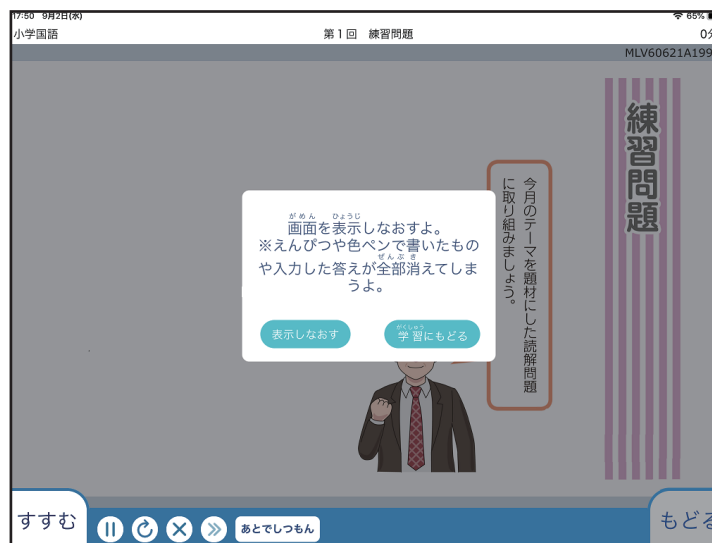 17:50 9月2日(水)
65%
小学国語
第1回 練習問題
0分
MLV60621A199
練習問題
今月のテーマを題材にした読解問題
に取り組みましょう。
画面を表示しなおすよ。
※えんぴつや色ペンで書いたもの
や入力した答えが全部消えてしま
うよ。
表示しなおす
学習にもどる
すすむ
あとでしつもん
もどる